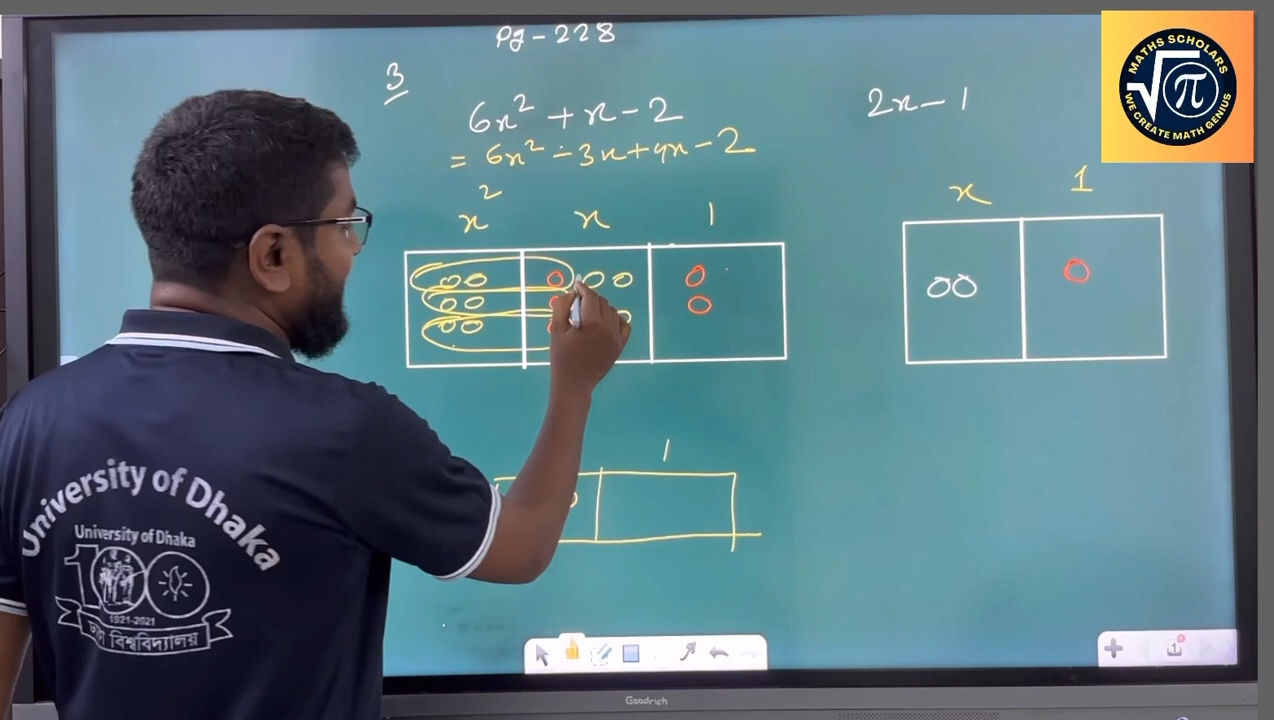 Pg-228
3
6x² + x - 2
= 6x² - 3x + 4x - 2
x² x 1
2x - 1
x 1
1
MATHS SCHOLARS
√π
WE CREATE MATH GENIUS
University of Dhaka
University of Dhaka
100
1921-2021
ঢাকা বিশ্ববিদ্যালয়
Goodrich